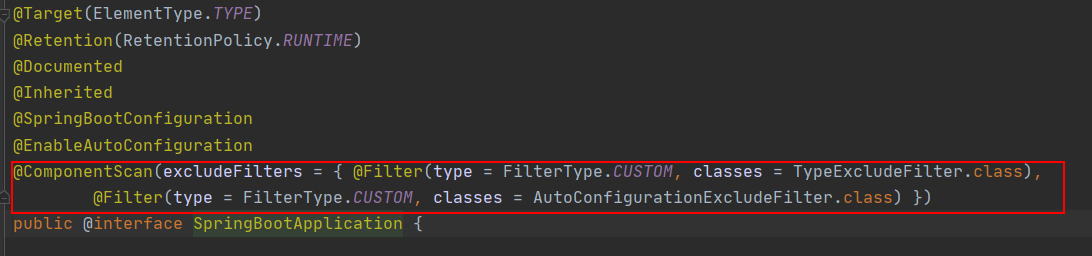 @Target(ElementType.TYPE)
@Retention(RetentionPolicy.RUNTIME)
@Documented
@Inherited
@SpringBootConfiguration
@EnableAutoConfiguration
@ComponentScan(excludeFilters = { @Filter(type = FilterType.CUSTOM, classes = TypeExcludeFilter.class),
        @Filter(type = FilterType.CUSTOM, classes = AutoConfigurationExcludeFilter.class) })
public @interface SpringBootApplication {